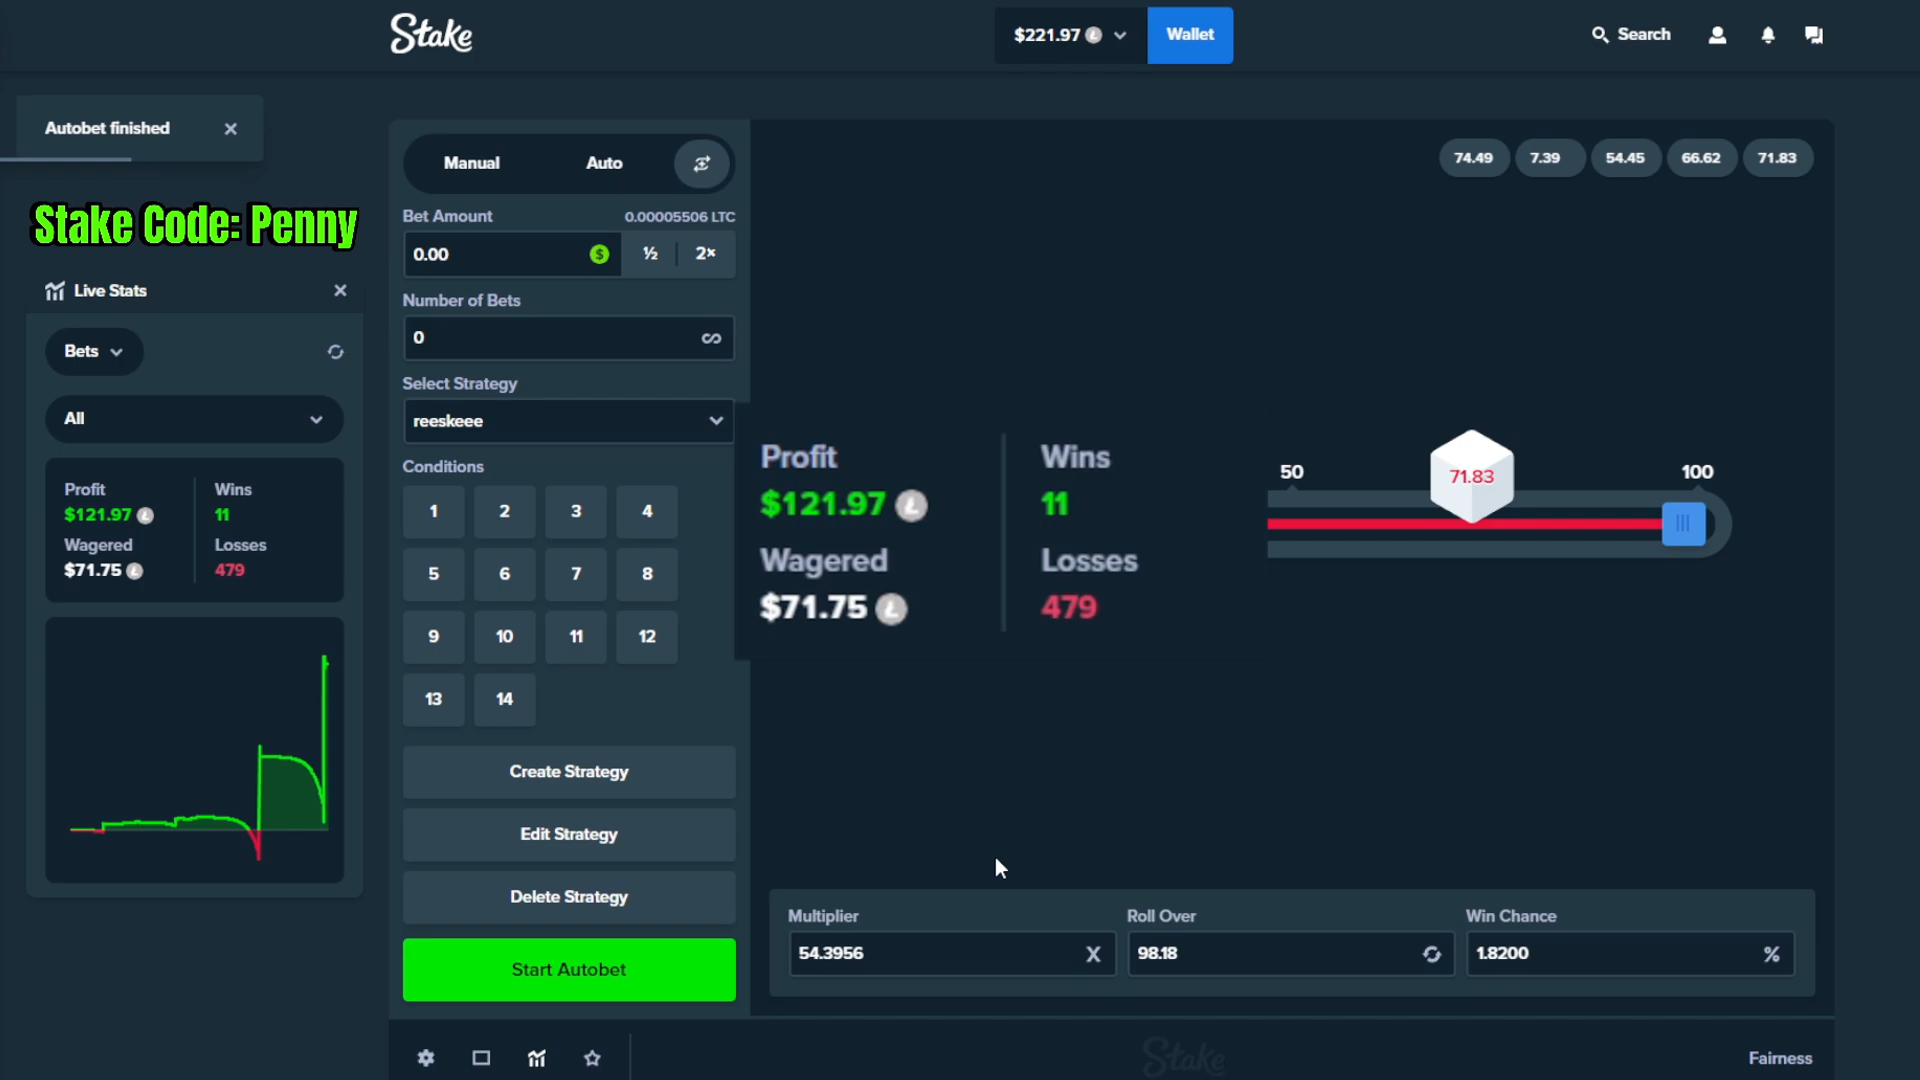 Stake
$221.97
Wallet
Search
Autobet finished
Stake Code: Penny
Live Stats
Bets
All
Profit
$121.97
Wins
11
Wagered
$71.75
Losses
479
Manual
Auto
Bet Amount
0.00005506 LTC
0.00
$
½
2×
Number of Bets
0
∞
Select Strategy
reeskeee
Conditions
1 2 3 4
5 6 7 8
9 10 11 12
13 14
Create Strategy
Edit Strategy
Delete Strategy
Start Autobet
74.49 7.39 54.45 66.62 71.83
Profit
$121.97
Wins
11
Wagered
$71.75
Losses
479
50
71.83
100
Multiplier
54.3956
X
Roll Over
98.18
Win Chance
1.8200
%
Stake
Fairness